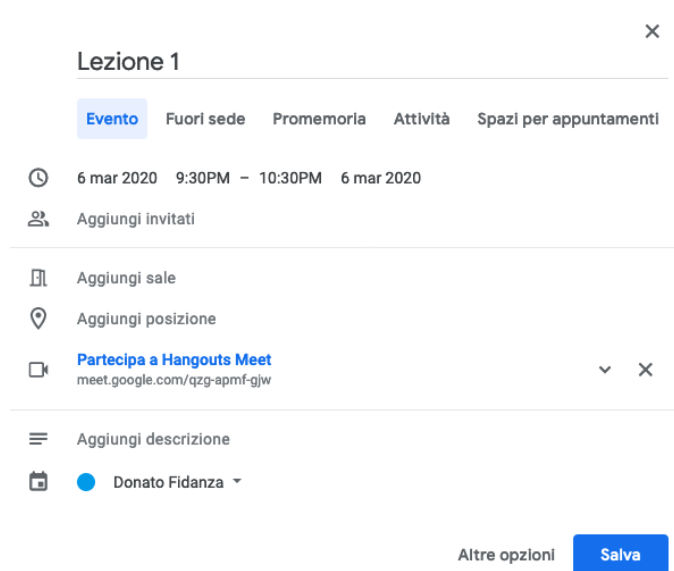 Lezione 1
Evento Fuori sede Promemoria Attività Spazi per appuntamenti
6 mar 2020 9:30PM – 10:30PM 6 mar 2020
Aggiungi invitati
Aggiungi sale
Aggiungi posizione
Partecipa a Hangouts Meet
meet.google.com/qzg-apmf-gjw
Aggiungi descrizione
Donato Fidanza
Altre opzioni Salva